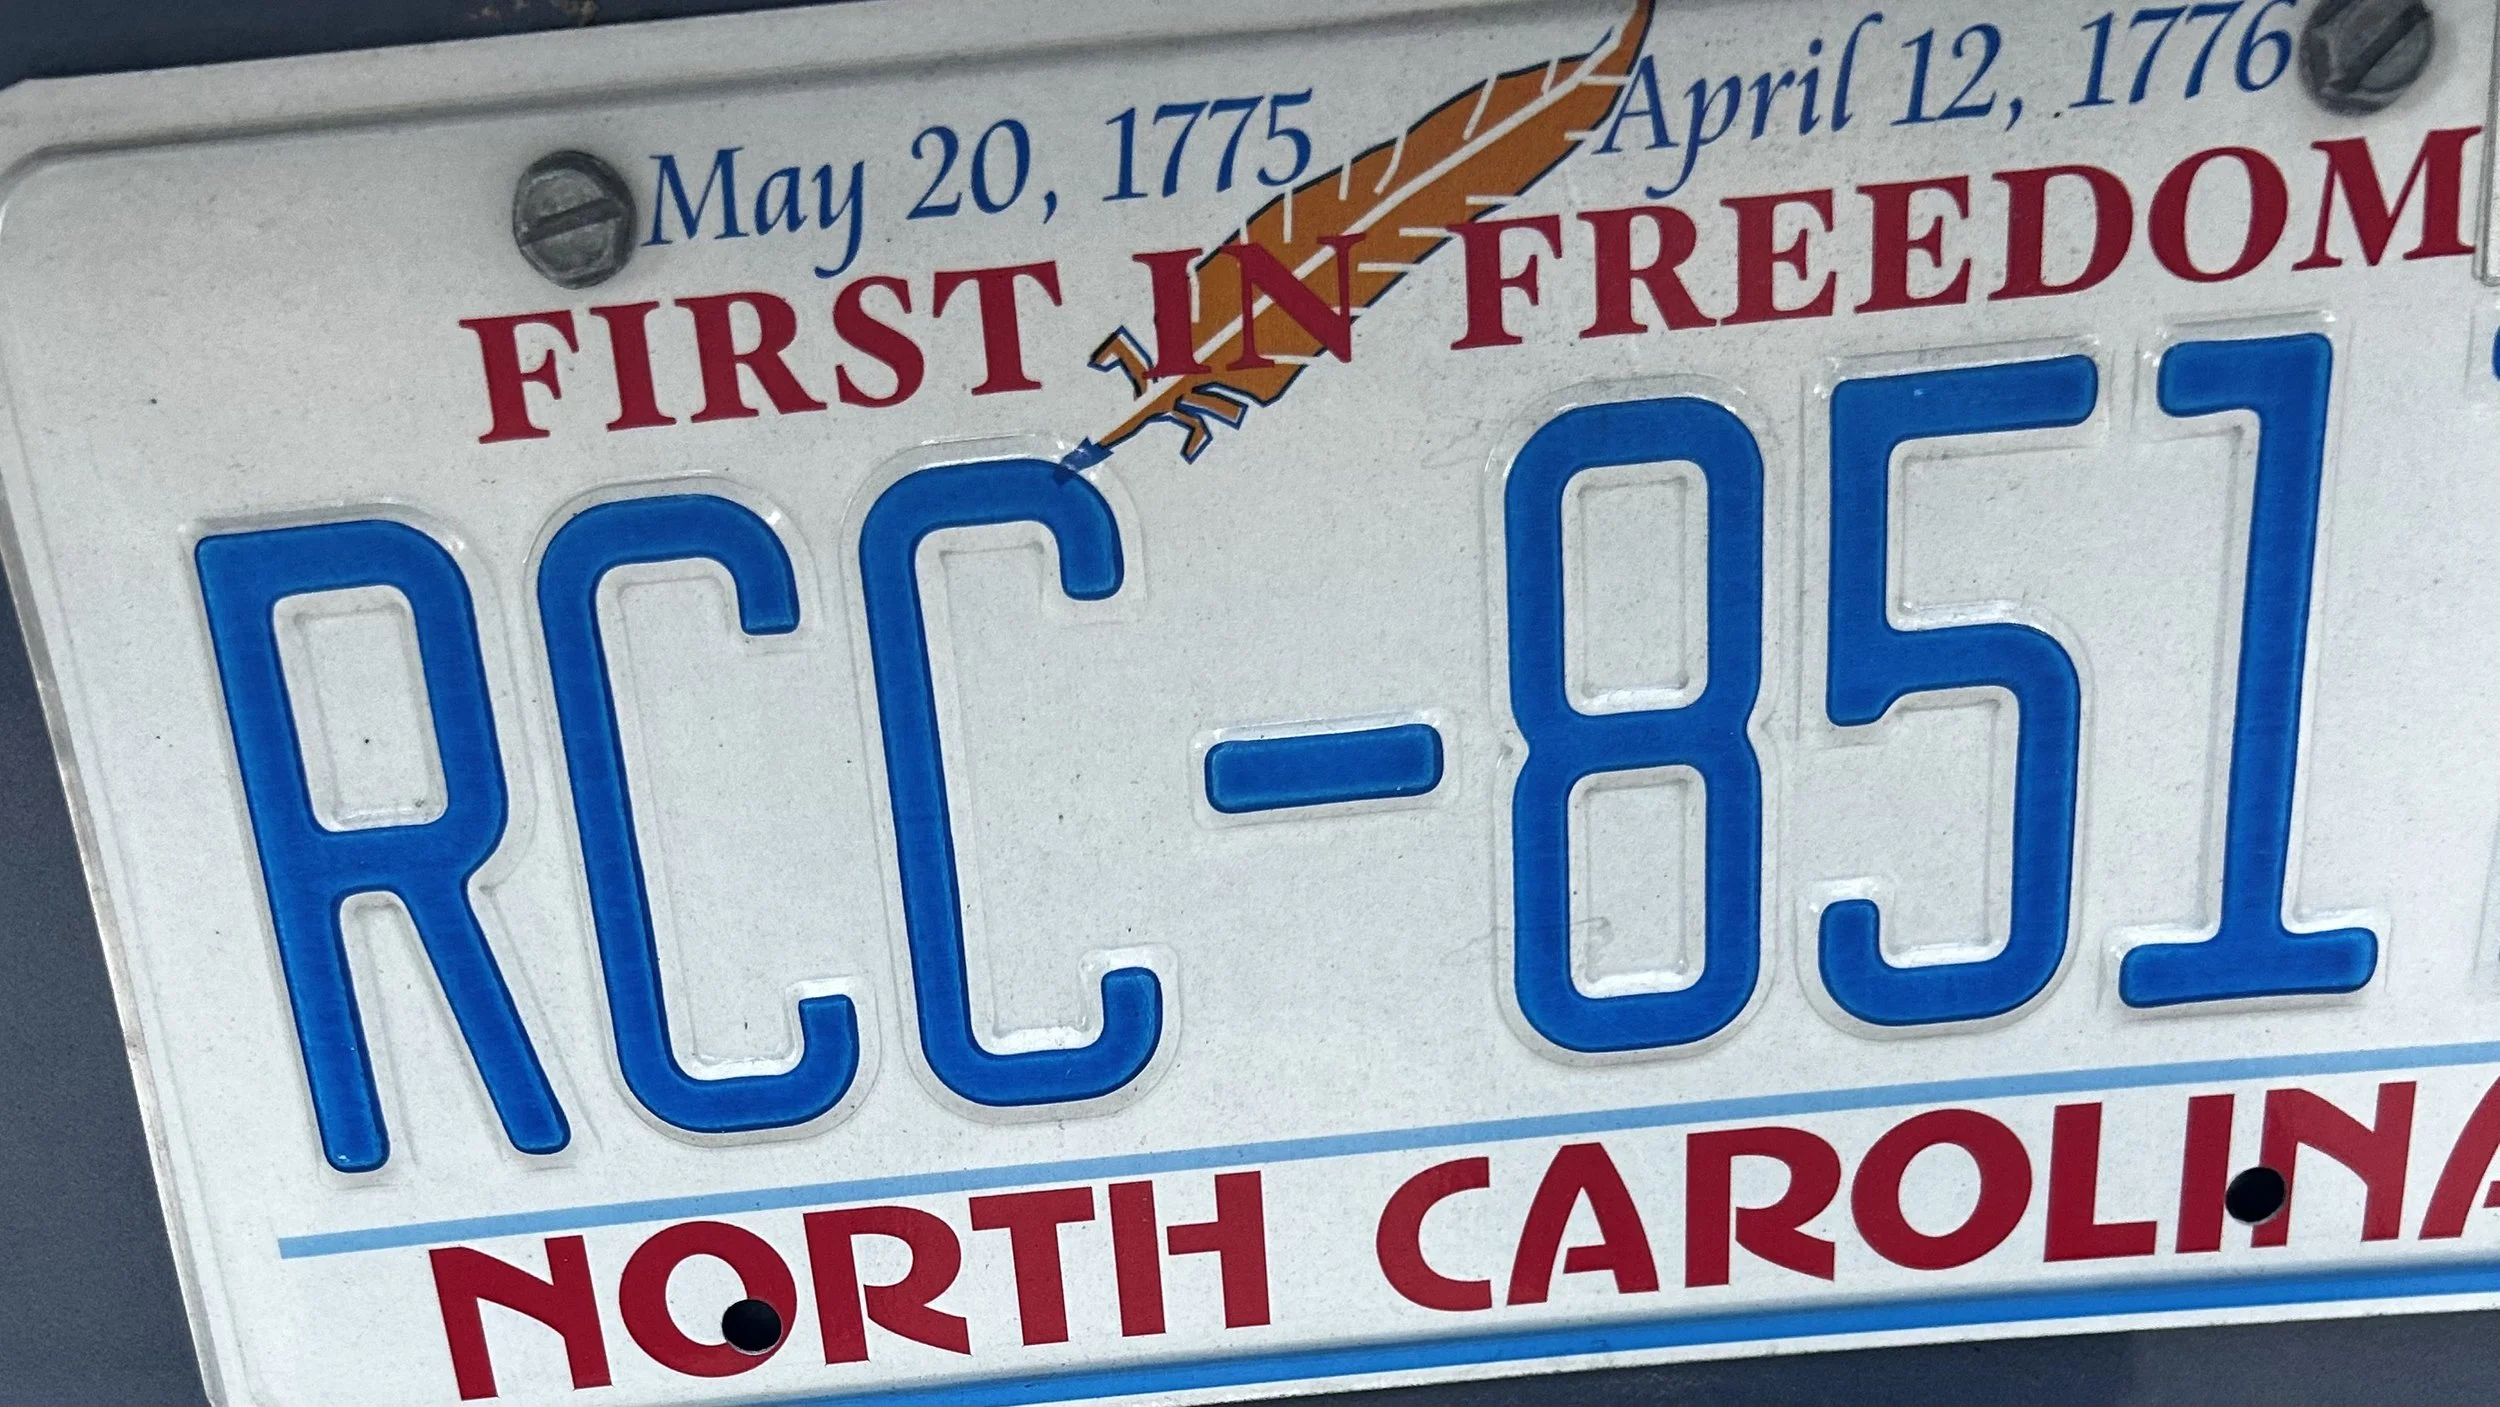 May 20, 1775 April 12, 1776
FIRST IN FREEDOM
RCC-851
NORTH CAROLINA